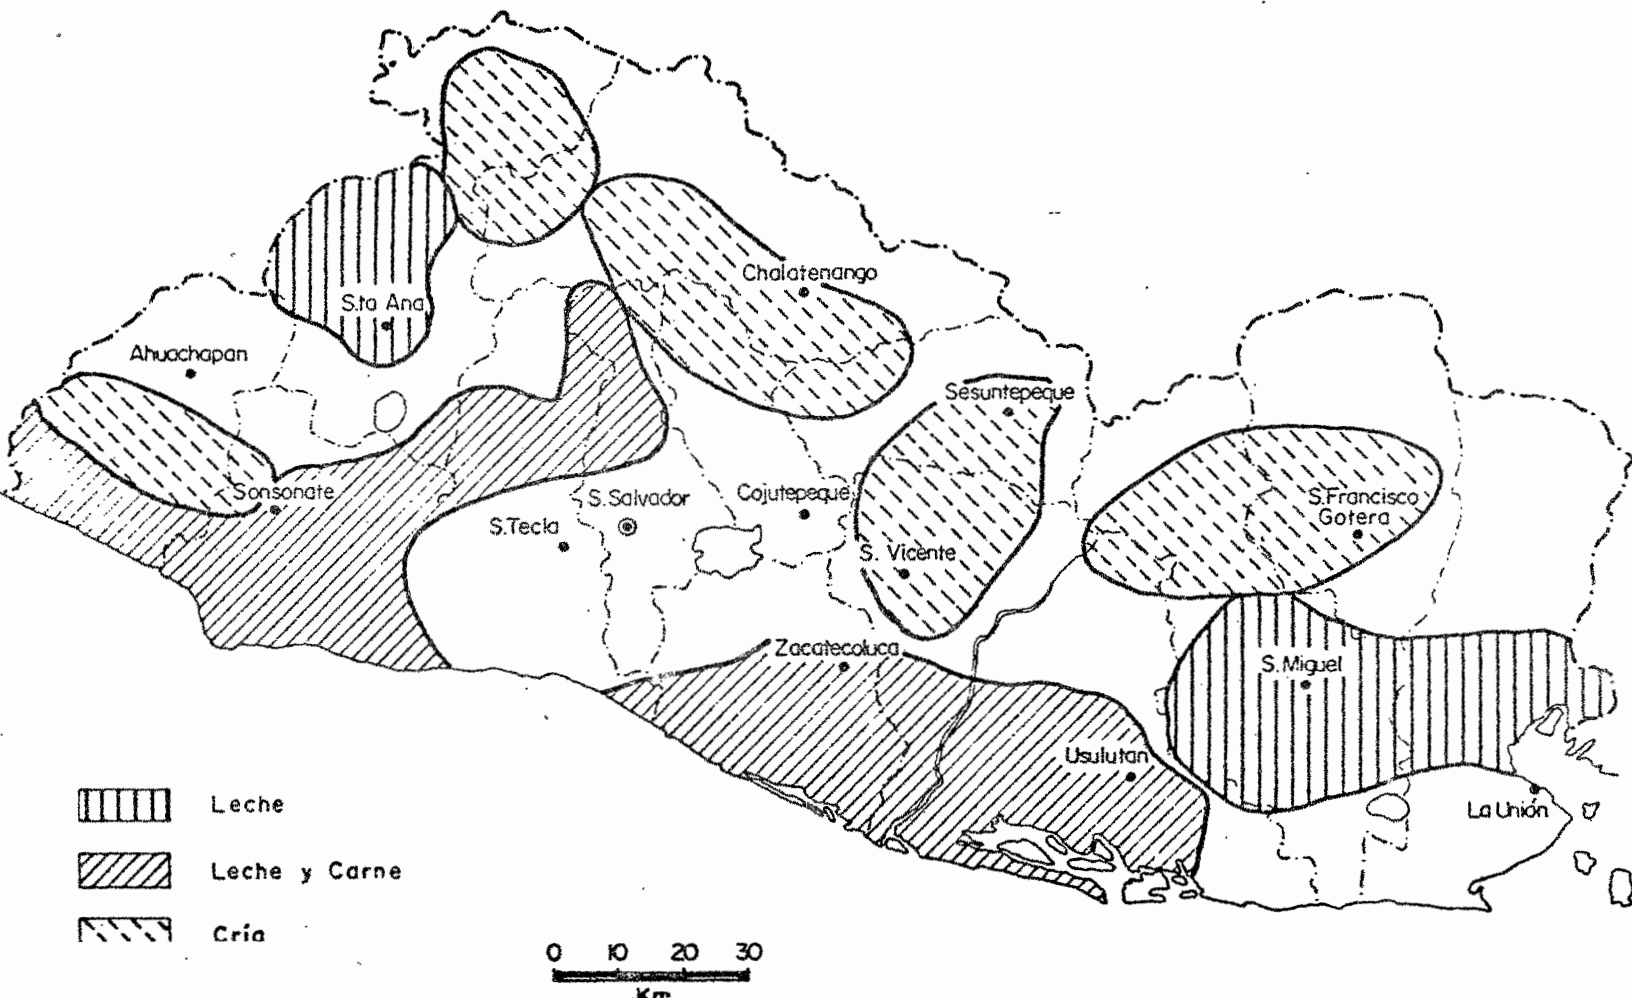 Chalatenango
S.ta Ana
Ahuachapan
Sesuntepeque
Sonsonate
S.Salvador
Cojutepeque
S.Francisco
Gotera
S.Tecla
S. Vicente
Zacatecoluca
S.Miguel
Usulutan
La Unión
Leche
Leche y Carne
Cría
0 10 20 30
Km